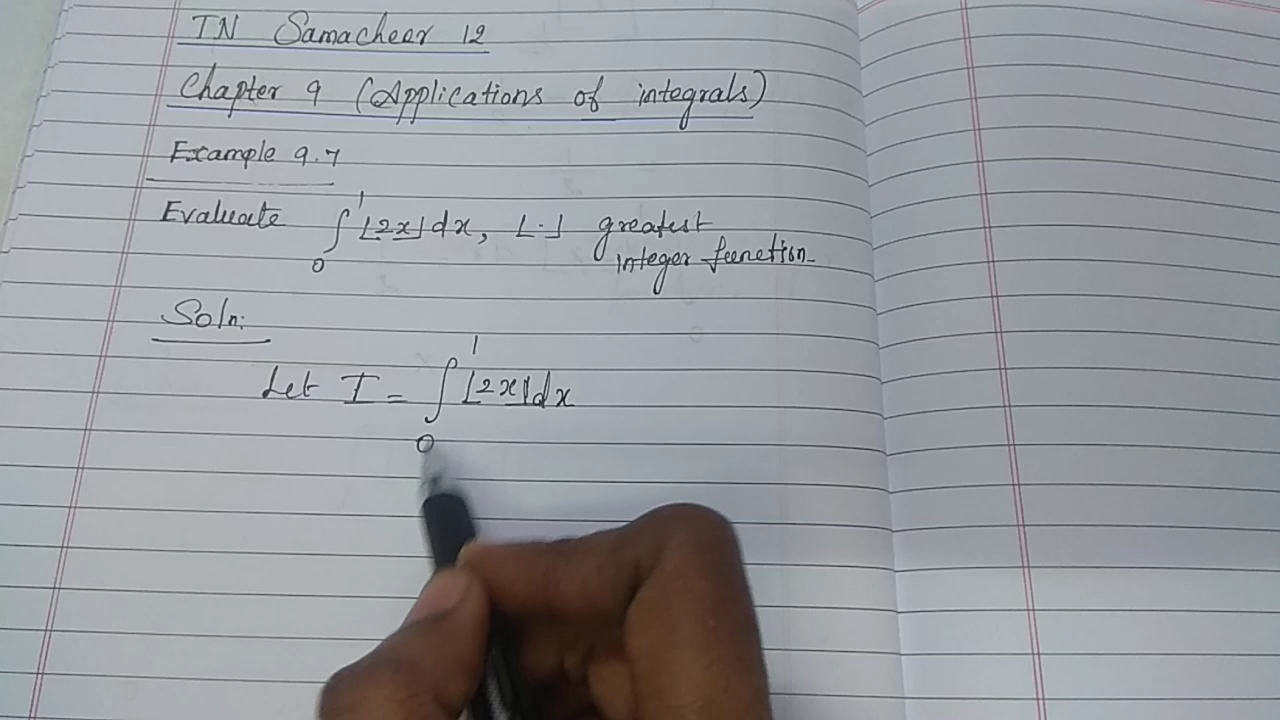 TN Samacheer 12
Chapter 9 (Applications of integrals)
Example 9.7
Evaluate ∫₀¹ ⌊2x⌋ dx, ⌊·⌋ greatest
integer function
Soln:
Let I = ∫₀¹ ⌊2x⌋ dx